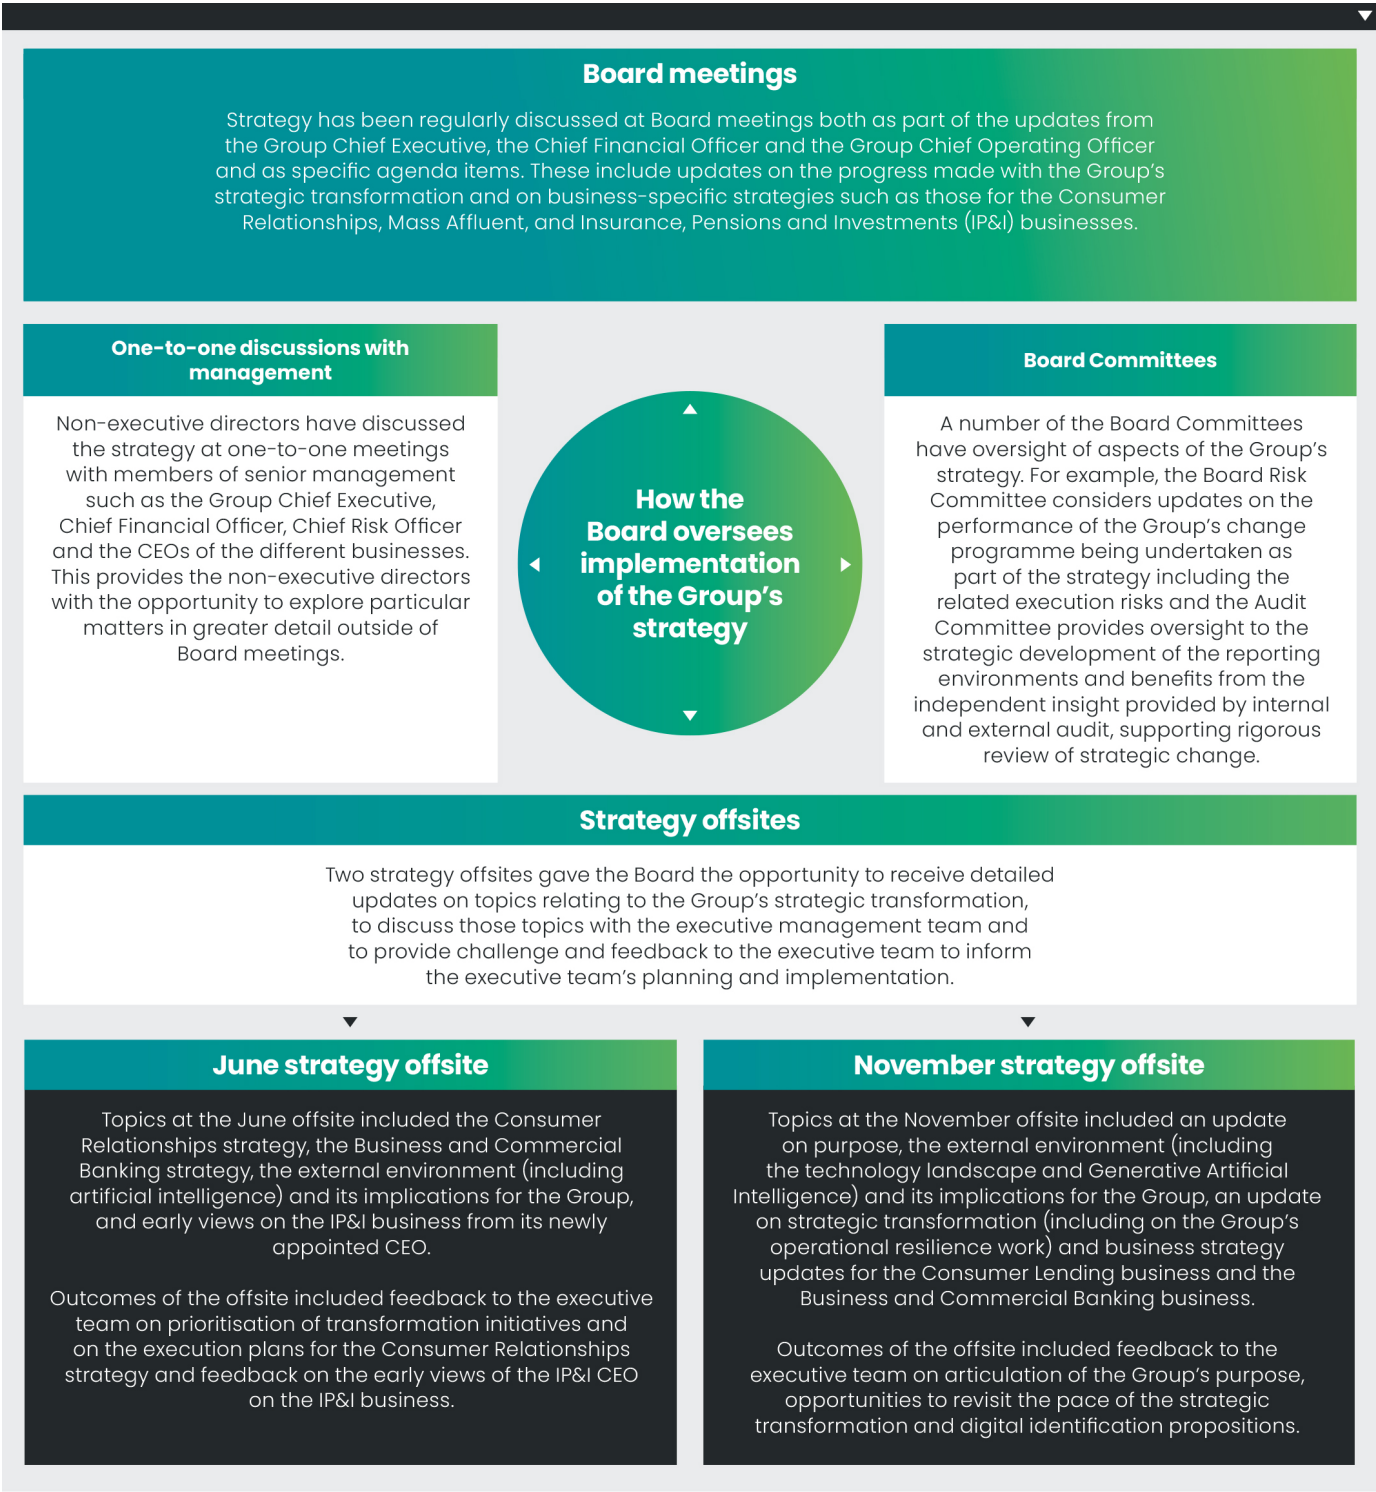 Board meetings
Strategy has been regularly discussed at Board meetings both as part of the updates from
the Group Chief Executive, the Chief Financial Officer and the Group Chief Operating Officer
and as specific agenda items. These include updates on the progress made with the Group's
strategic transformation and on business-specific strategies such as those for the Consumer
Relationships, Mass Affluent, and Insurance, Pensions and Investments (IP&I) businesses.
One-to-one discussions with
management
Non-executive directors have discussed
the strategy at one-to-one meetings
with members of senior management
such as the Group Chief Executive,
Chief Financial Officer, Chief Risk Officer
and the CEOs of the different businesses.
This provides the non-executive directors
with the opportunity to explore particular
matters in greater detail outside of
Board meetings.
How the
Board oversees
implementation
of the Group's
strategy
Board Committees
A number of the Board Committees
have oversight of aspects of the Group's
strategy. For example, the Board Risk
Committee considers updates on the
performance of the Group's change
programme being undertaken as
part of the strategy including the
related execution risks and the Audit
Committee provides oversight to the
strategic development of the reporting
environments and benefits from the
independent insight provided by internal
and external audit, supporting rigorous
review of strategic change.
Strategy offsites
Two strategy offsites gave the Board the opportunity to receive detailed
updates on topics relating to the Group's strategic transformation,
to discuss those topics with the executive management team and
to provide challenge and feedback to the executive team to inform
the executive team's planning and implementation.
June strategy offsite
Topics at the June offsite included the Consumer
Relationships strategy, the Business and Commercial
Banking strategy, the external environment (including
artificial intelligence) and its implications for the Group,
and early views on the IP&I business from its newly
appointed CEO.
Outcomes of the offsite included feedback to the executive
team on prioritisation of transformation initiatives and
on the execution plans for the Consumer Relationships
strategy and feedback on the early views of the IP&I CEO
on the IP&I business.
November strategy offsite
Topics at the November offsite included an update
on purpose, the external environment (including
the technology landscape and Generative Artificial
Intelligence) and its implications for the Group, an update
on strategic transformation (including on the Group's
operational resilience work) and business strategy
updates for the Consumer Lending business and the
Business and Commercial Banking business.
Outcomes of the offsite included feedback to the
executive team on articulation of the Group's purpose,
opportunities to revisit the pace of the strategic
transformation and digital identification propositions.